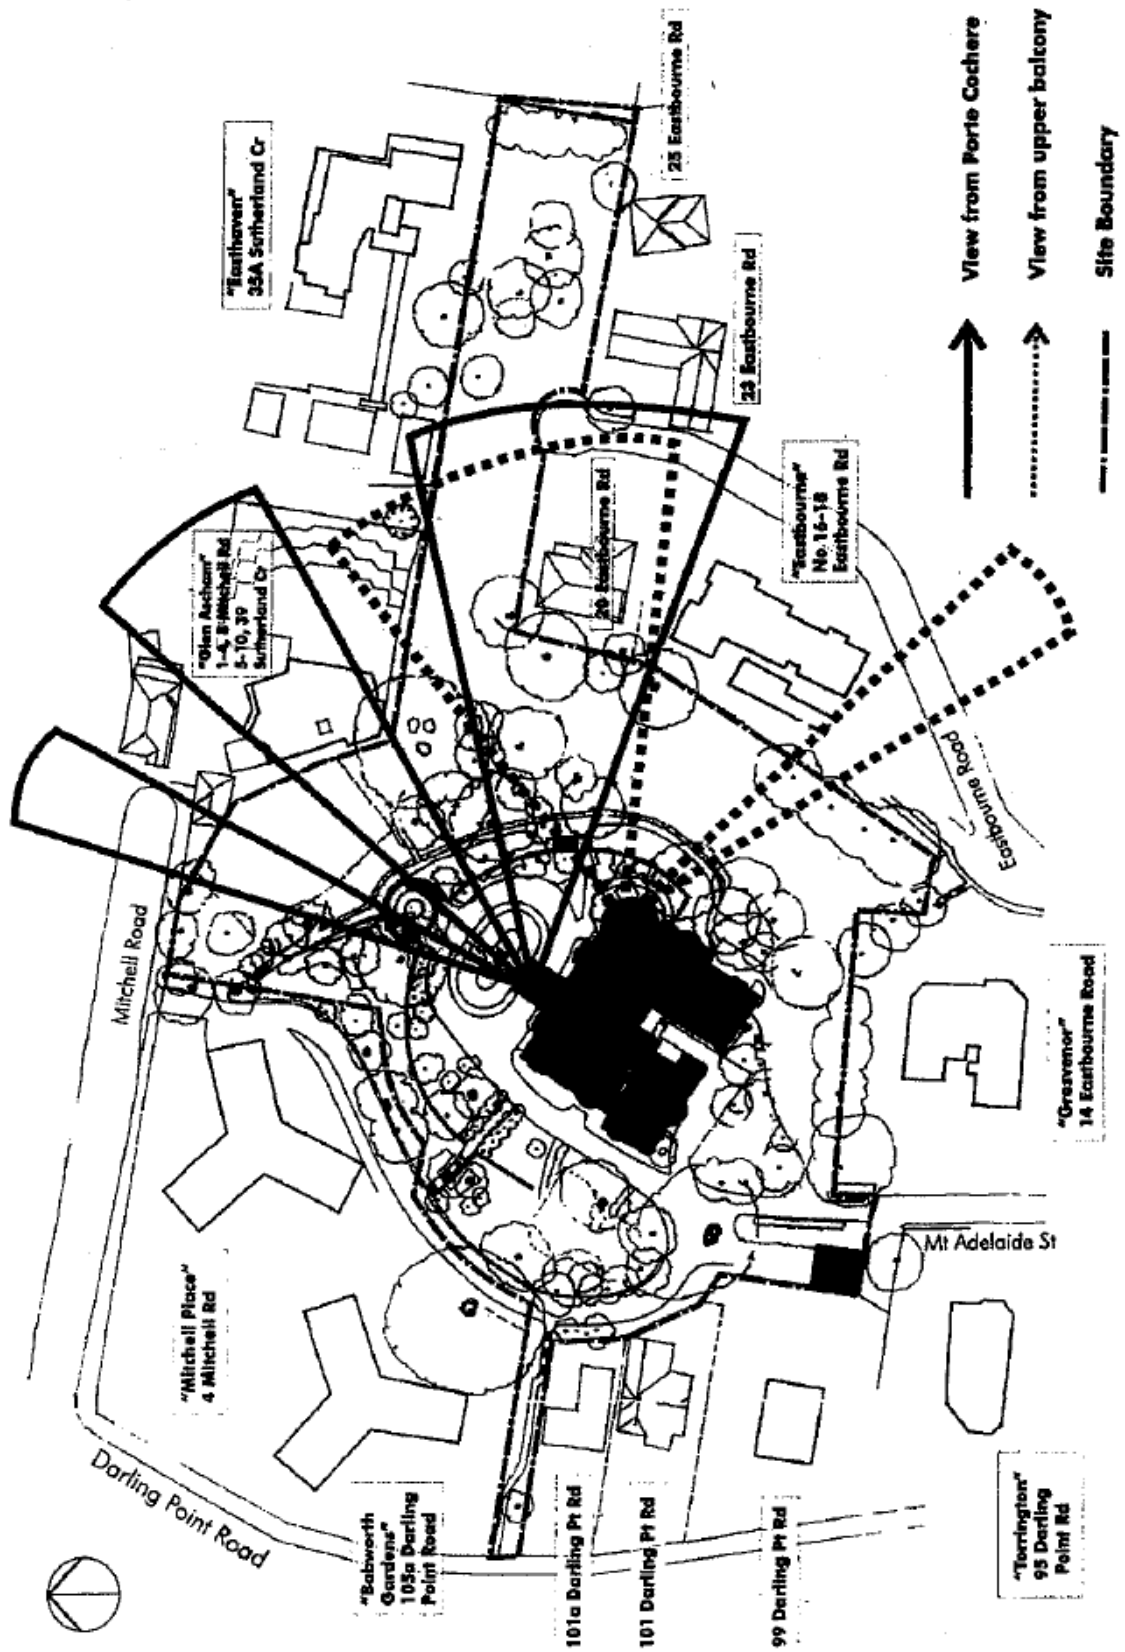 "Easthaven"
35A Sutherland Cr
25 Eastbourne Rd
View from Porte Cochere
View from upper balcony
Site Boundary
23 Eastbourne Rd
"Glen Ascham"
1-4, 8 Mitchell Rd
5-10, 39
Sutherland Cr
20 Eastbourne Rd
"Eastbourne"
No. 16-18
Eastbourne Rd
Mitchell Road
Eastbourne Road
"Grosvenor"
14 Eastbourne Road
Mt Adelaide St
"Mitchell Place"
4 Mitchell Rd
Darling Point Road
"Babworth
Gardens"
105a Darling
Point Road
101a Darling Pt Rd
101 Darling Pt Rd
99 Darling Pt Rd
"Torrington"
95 Darling
Point Rd